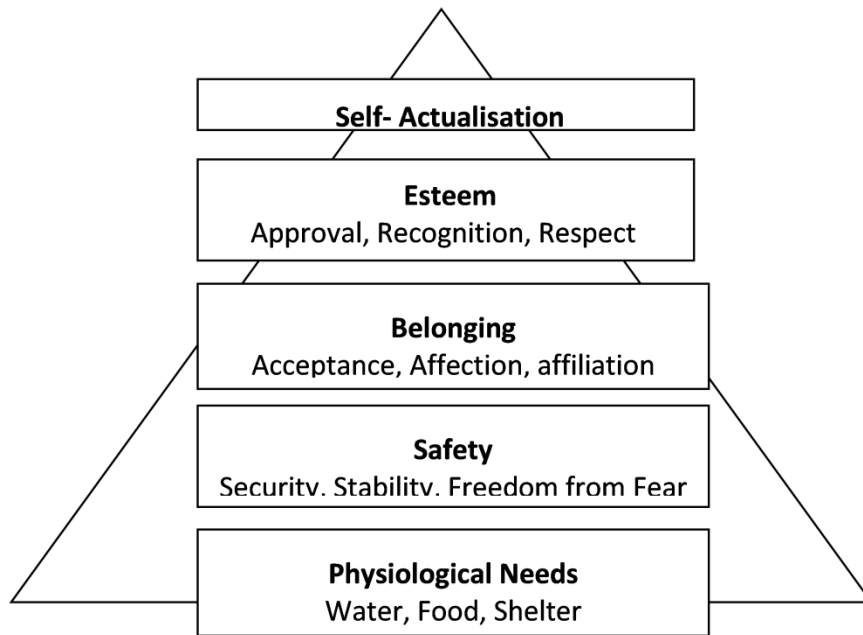 Self- Actualisation
Esteem
Approval, Recognition, Respect
Belonging
Acceptance, Affection, affiliation
Safety
Security, Stability, Freedom from Fear
Physiological Needs
Water, Food, Shelter